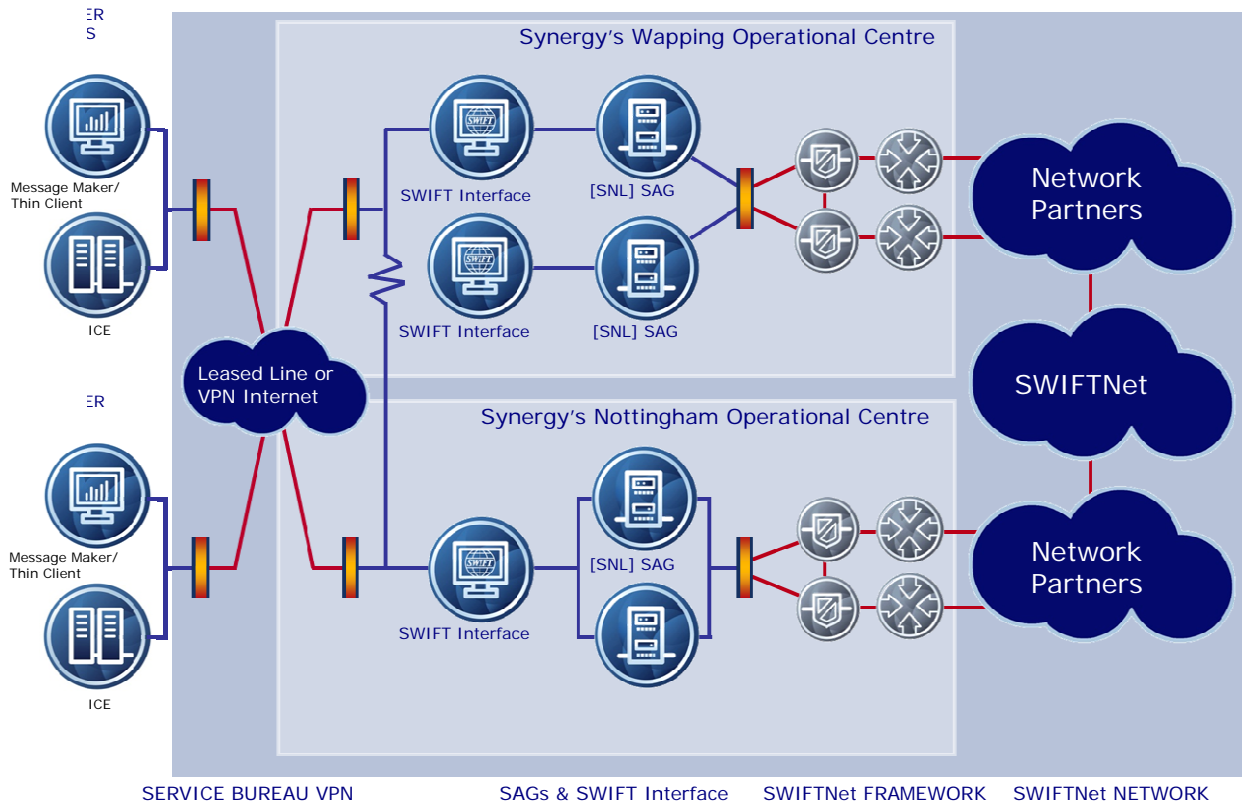 ER
S
Synergy's Wapping Operational Centre
SWIFT
Message Maker/
Thin Client
SWIFT Interface
[SNL] SAG
Network
Partners
SWIFT
ICE
SWIFT Interface
[SNL] SAG
Leased Line or
VPN Internet
SWIFTNet
ER
Synergy's Nottingham Operational Centre
Message Maker/
Thin Client
SWIFT
[SNL] SAG
Network
Partners
SWIFT Interface
ICE
SERVICE BUREAU VPN
SAGs & SWIFT Interface
SWIFTNet FRAMEWORK
SWIFTNet NETWORK